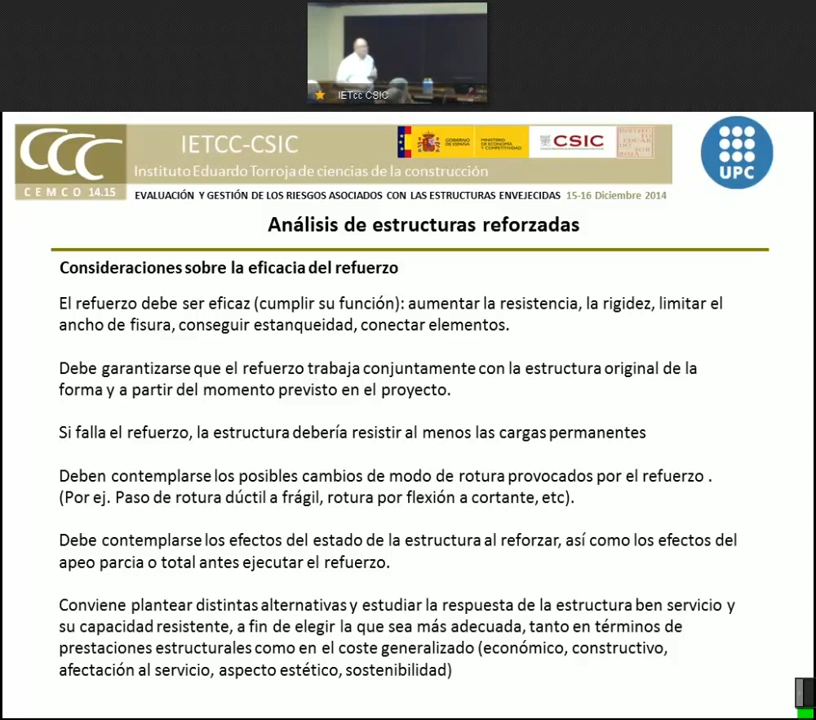 IETcc CSIC
CCC
CEMCO 14.15
IETCC-CSIC
Instituto Eduardo Torroja de ciencias de la construcción
GOBIERNO DE ESPAÑA
MINISTERIO DE ECONOMÍA Y COMPETITIVIDAD
CSIC
UPC
EVALUACIÓN Y GESTIÓN DE LOS RIESGOS ASOCIADOS CON LAS ESTRUCTURAS ENVEJECIDAS 15-16 Diciembre 2014
Análisis de estructuras reforzadas
Consideraciones sobre la eficacia del refuerzo
El refuerzo debe ser eficaz (cumplir su función): aumentar la resistencia, la rigidez, limitar el
ancho de fisura, conseguir estanqueidad, conectar elementos.
Debe garantizarse que el refuerzo trabaja conjuntamente con la estructura original de la
forma y a partir del momento previsto en el proyecto.
Si falla el refuerzo, la estructura debería resistir al menos las cargas permanentes
Deben contemplarse los posibles cambios de modo de rotura provocados por el refuerzo .
(Por ej. Paso de rotura dúctil a frágil, rotura por flexión a cortante, etc).
Debe contemplarse los efectos del estado de la estructura al reforzar, así como los efectos del
apeo parcia o total antes ejecutar el refuerzo.
Conviene plantear distintas alternativas y estudiar la respuesta de la estructura ben servicio y
su capacidad resistente, a fin de elegir la que sea más adecuada, tanto en términos de
prestaciones estructurales como en el coste generalizado (económico, constructivo,
afectación al servicio, aspecto estético, sostenibilidad)